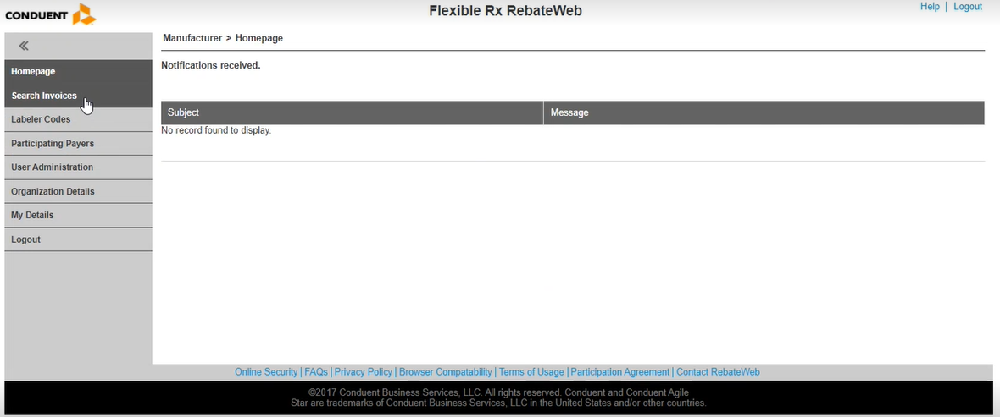 CONDUENT
Flexible Rx RebateWeb
Help | Logout
Manufacturer > Homepage
Homepage
Search Invoices
Labeler Codes
Participating Payers
User Administration
Organization Details
My Details
Logout
Notifications received.
Subject Message
No record found to display.
Online Security | FAQs | Privacy Policy | Browser Compatability | Terms of Usage | Participation Agreement | Contact RebateWeb
©2017 Conduent Business Services, LLC. All rights reserved. Conduent and Conduent Agile
Star are trademarks of Conduent Business Services, LLC in the United States and/or other countries.